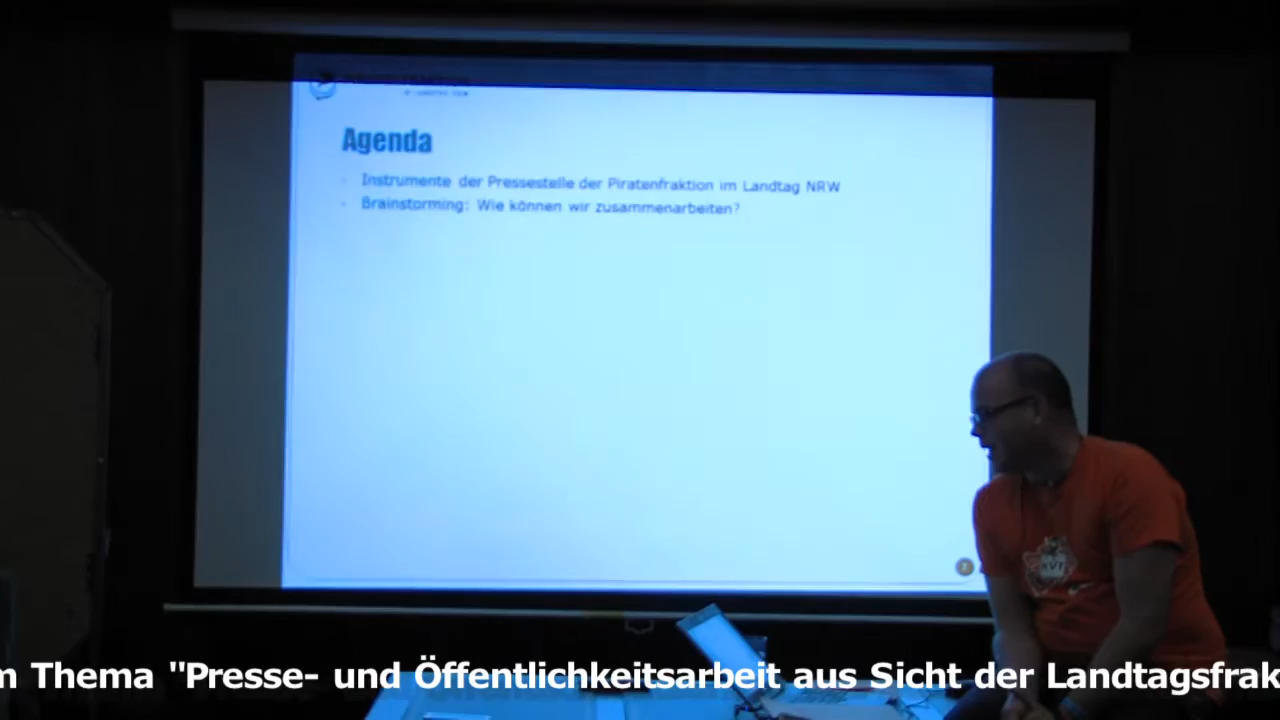 Agenda
Instrumente der Pressestelle der Piratenfraktion im Landtag NRW
Brainstorming: Wie können wir zusammenarbeiten?
m Thema "Presse- und Öffentlichkeitsarbeit aus Sicht der Landtagsfrak